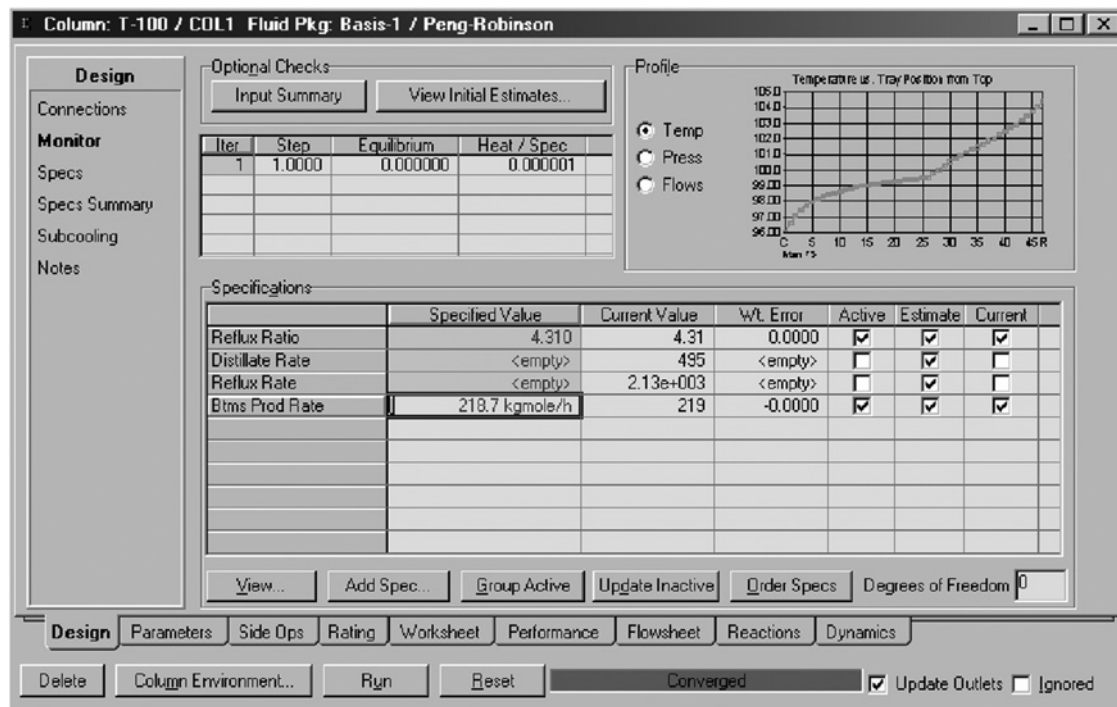 Column: T-100 / COL1 Fluid Pkg: Basis-1 / Peng-Robinson
Design
Connections
Monitor
Specs
Specs Summary
Subcooling
Notes
Optional Checks
Input Summary
View Initial Estimates...
Iter Step Equilibrium Heat / Spec
1 1.0000 0.000000 0.000001
Profile
Temp
Press
Flows
Temperature vs. Tray Position from Top
105.0
104.0
103.0
102.0
101.0
100.0
99.00
98.00
97.00
96.00
0 5 10 15 20 25 30 35 40 45 R
Specifications
Specified Value Current Value Wt. Error Active Estimate Current
Reflux Ratio 4.310 4.31 0.0000
Distillate Rate <empty> 495 <empty>
Reflux Rate <empty> 2.13e+003 <empty>
Btms Prod Rate 218.7 kgmole/h 219 -0.0000
View... Add Spec... Group Active Update Inactive Order Specs Degrees of Freedom 0
Design Parameters Side Ops Rating Worksheet Performance Flowsheet Reactions Dynamics
Delete Column Environment... Run Reset Converged Update Outlets Ignored